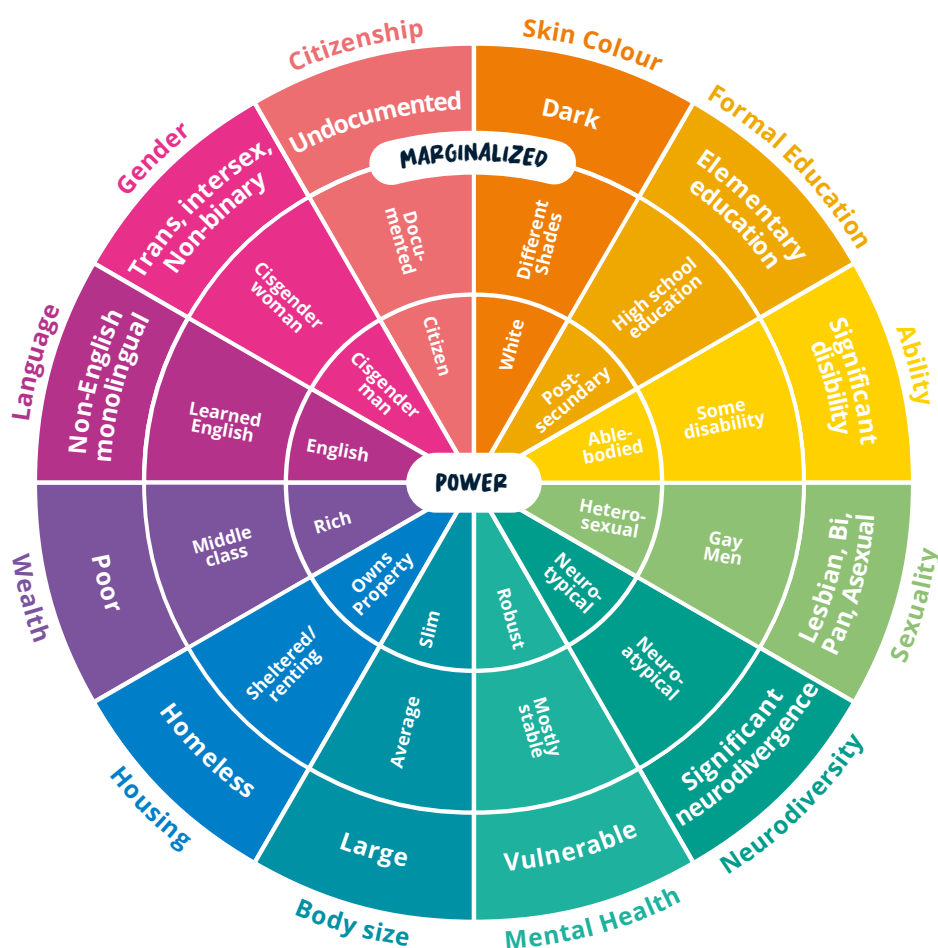 Citizenship
Undocumented
Docu-
mented
Citizen
Skin Colour
Dark
Different
Shades
White
Formal Education
Elementary
education
High school
education
Post-
secundary
Ability
Significant
disibility
Some
disability
Able-
bodied
Sexuality
Lesbian, Bi,
Pan, Asexual
Gay
Men
Hetero-
sexual
Neurodiversity
Significant
neurodivergence
Neuro-
atypical
Neuro-
typical
Mental Health
Vulnerable
Mostly
stable
Robust
Body size
Large
Average
Slim
Housing
Homeless
Sheltered/
renting
Owns
Property
Wealth
Poor
Middle
class
Rich
Language
Non-English
monolingual
Learned
English
English
Gender
Trans, intersex,
Non-binary
Cisgender
woman
Cisgender
man
MARGINALIZED
POWER